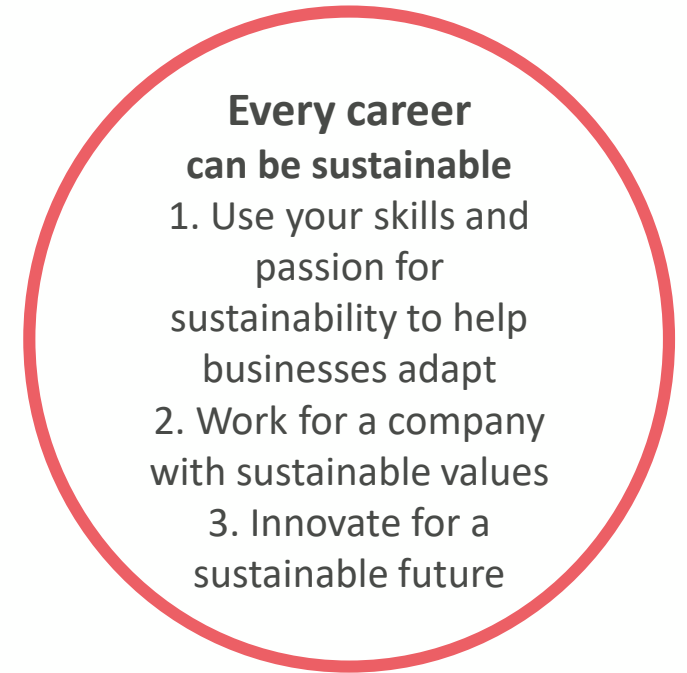 Every career
can be sustainable
1. Use your skills and
passion for
sustainability to help
businesses adapt
2. Work for a company
with sustainable values
3. Innovate for a
sustainable future